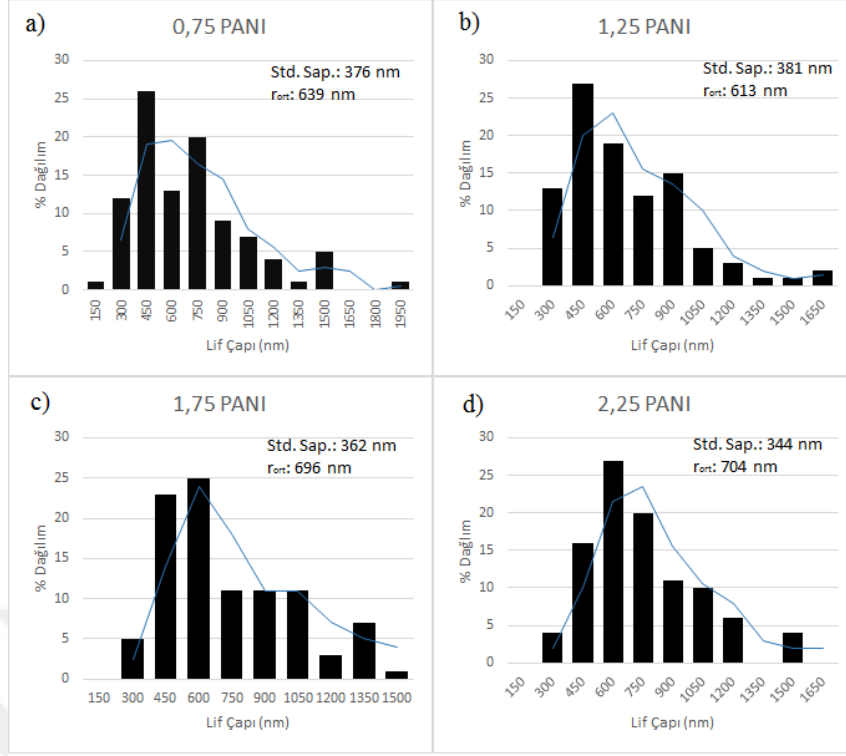 a)
0,75 PANI
Std. Sap.: 376 nm
rort: 639 nm
% Dağılım
30
25
20
15
10
5
0
150 300 450 600 750 900 1050 1200 1350 1500 1650 1800 1950
Lif Çapı (nm)
b)
1,25 PANI
Std. Sap.: 381 nm
rort: 613 nm
% Dağılım
30
25
20
15
10
5
0
150 300 450 600 750 900 1050 1200 1350 1500 1650
Lif Çapı (nm)
c)
1,75 PANI
Std. Sap.: 362 nm
rort: 696 nm
% Dağılım
30
25
20
15
10
5
0
150 300 450 600 750 900 1050 1200 1350 1500
Lif Çapı (nm)
d)
2,25 PANI
Std. Sap.: 344 nm
rort: 704 nm
% Dağılım
30
25
20
15
10
5
0
150 300 450 600 750 900 1050 1200 1350 1500 1650
Lif Çapı (nm)